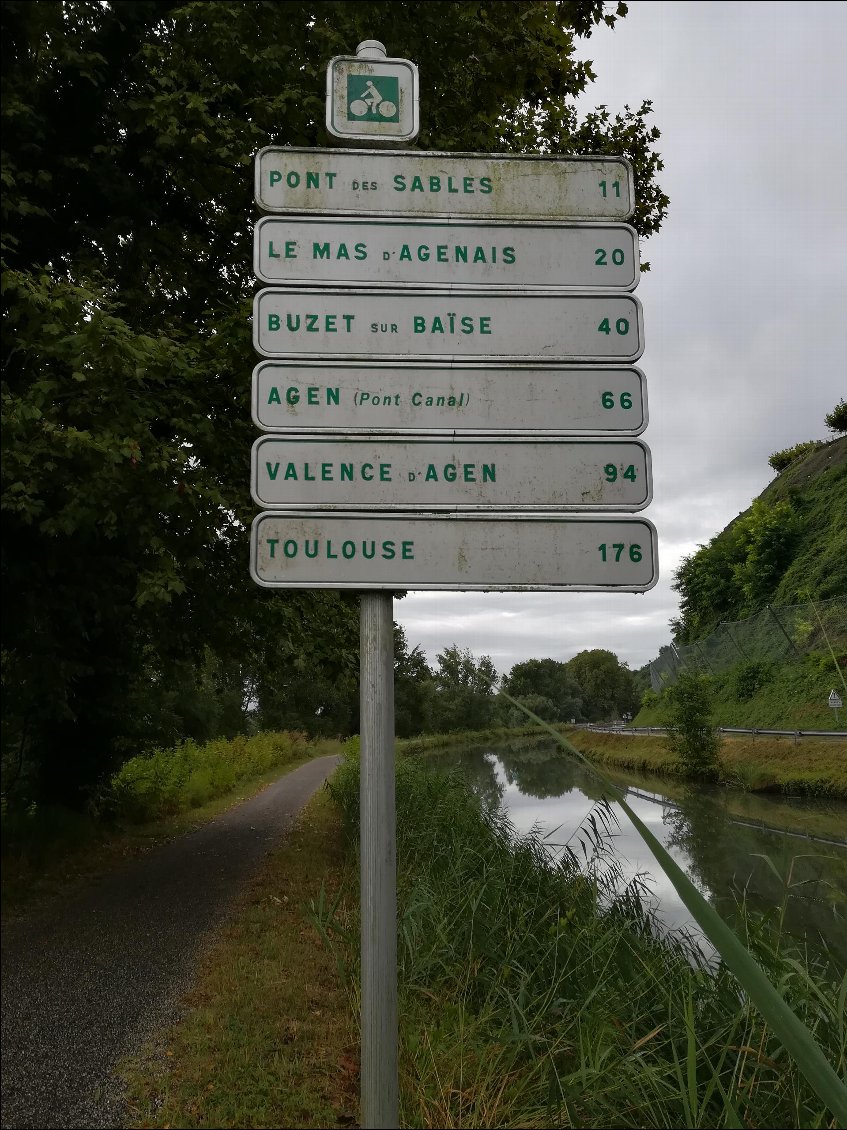 PONT DES SABLES 11
LE MAS D'AGENAIS 20
BUZET SUR BAÏSE 40
AGEN (Pont Canal) 66
VALENCE D'AGEN 94
TOULOUSE 176